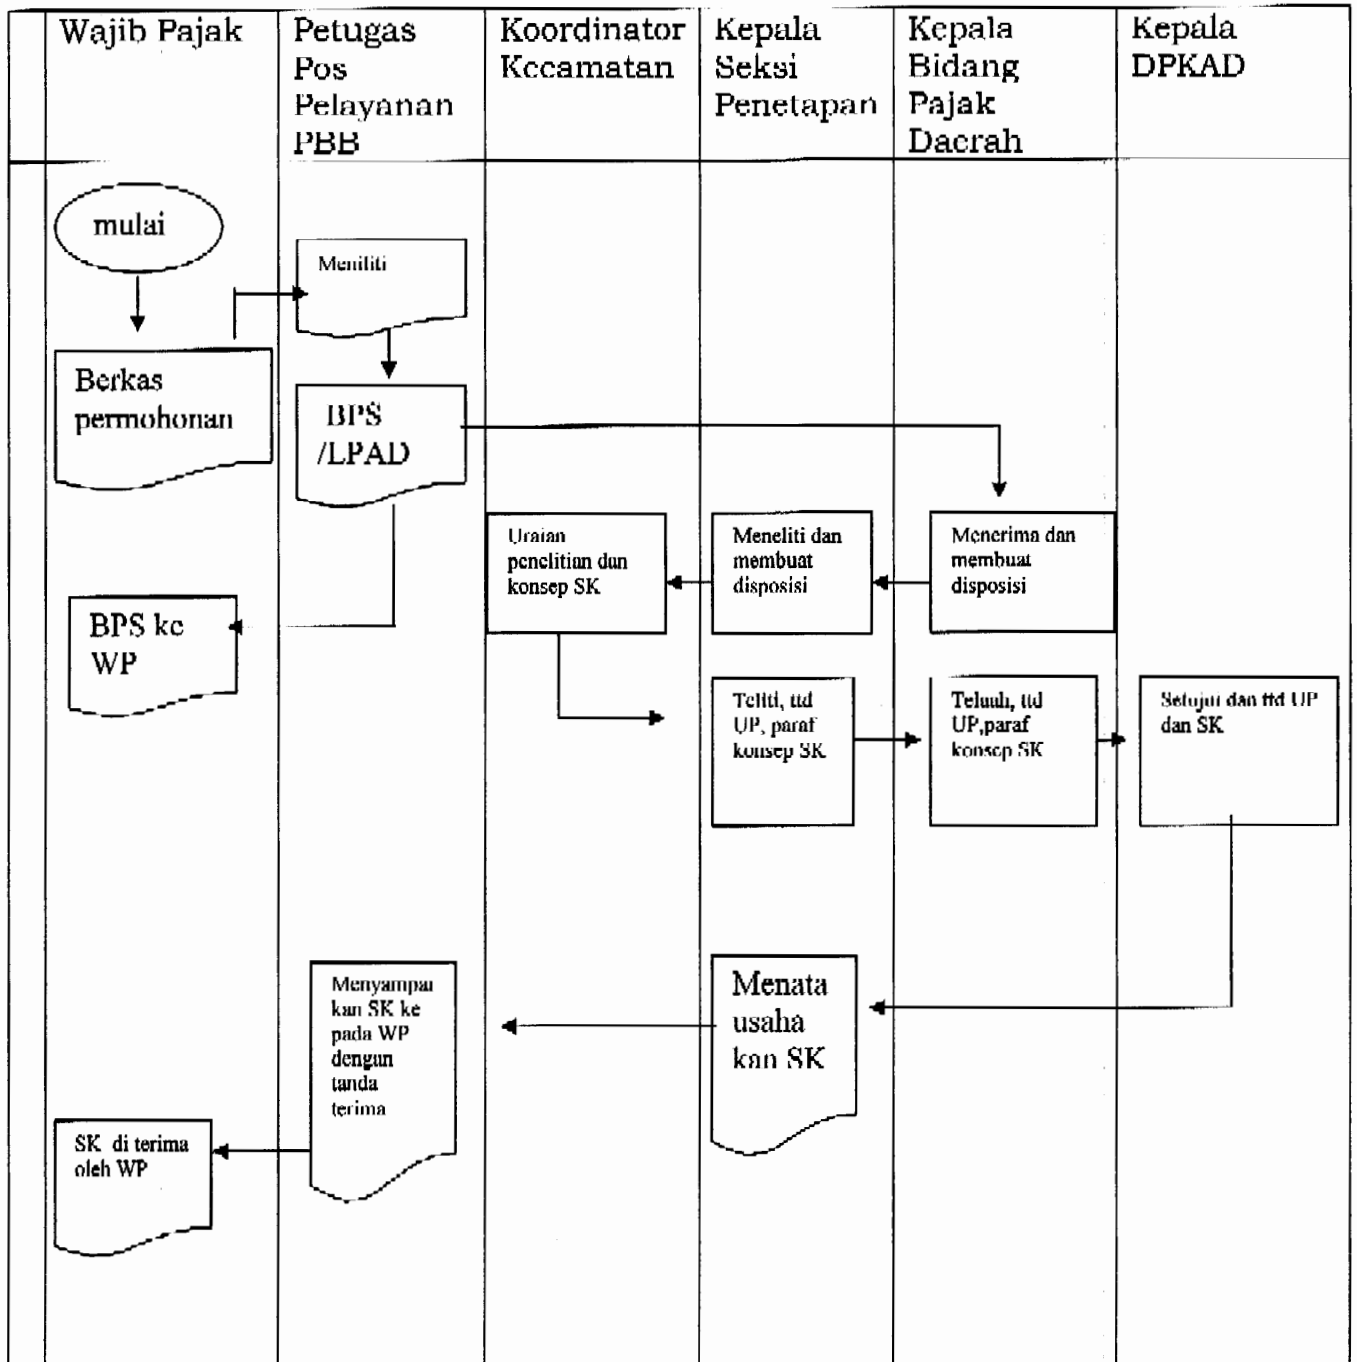 Wajib Pajak
Petugas
Pos
Pelayanan
PBB
Koordinator
Kecamatan
Kepala
Seksi
Penetapan
Kepala
Bidang
Pajak
Daerah
Kepala
DPKAD
mulai
Meniliti
Berkas
permohonan
BPS
/LPAD
BPS ke
WP
Menerima dan
membuat
disposisi
Meneliti dan
membuat
disposisi
Uraian
penelitian dan
konsep SK
Teliti, ttd
UP, paraf
konsep SK
Telaah, ttd
UP,paraf
konsep SK
Setujui dan ttd UP
dan SK
Menata
usaha
kan SK
Menyampai
kan SK ke
pada WP
dengan
tanda
terima
SK di terima
oleh WP